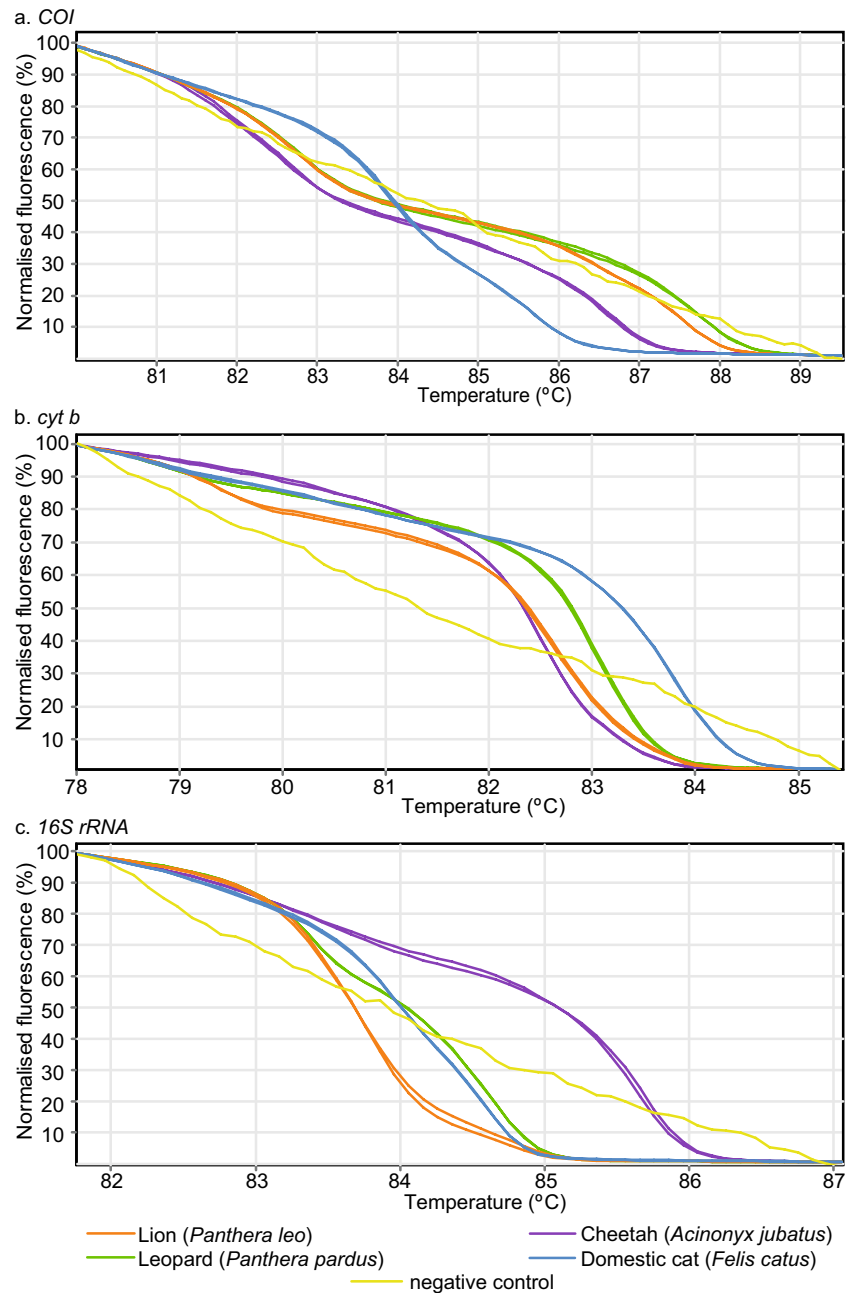 a. COI
Normalised fluorescence (%)
100
90
80
70
60
50
40
30
20
10
81 82 83 84 85 86 87 88 89
Temperature (ºC)
b. cyt b
Normalised fluorescence (%)
100
90
80
70
60
50
40
30
20
10
78 79 80 81 82 83 84 85
Temperature (ºC)
c. 16S rRNA
Normalised fluorescence (%)
100
90
80
70
60
50
40
30
20
10
82 83 84 85 86 87
Temperature (ºC)
Lion (Panthera leo) Cheetah (Acinonyx jubatus)
Leopard (Panthera pardus) Domestic cat (Felis catus)
negative control